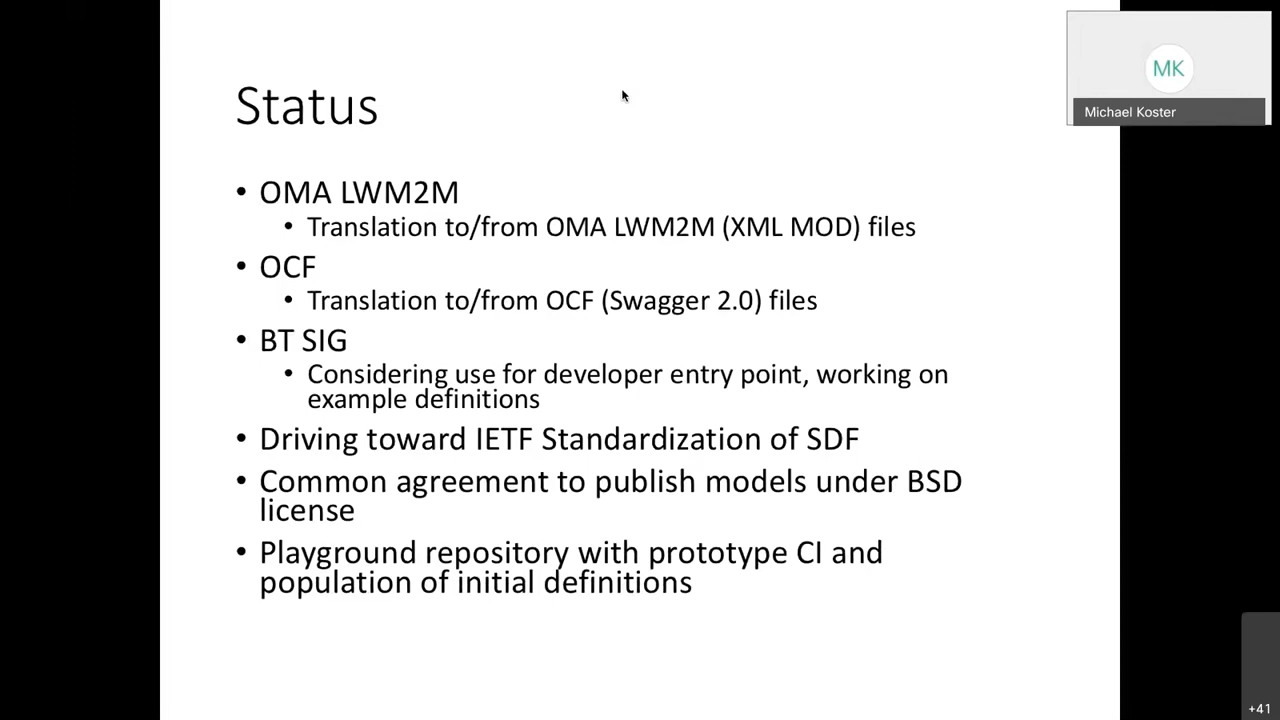 Status
• OMA LWM2M
• Translation to/from OMA LWM2M (XML MOD) files
• OCF
• Translation to/from OCF (Swagger 2.0) files
• BT SIG
• Considering use for developer entry point, working on
example definitions
• Driving toward IETF Standardization of SDF
• Common agreement to publish models under BSD
license
• Playground repository with prototype CI and
population of initial definitions
MK
Michael Koster
+41